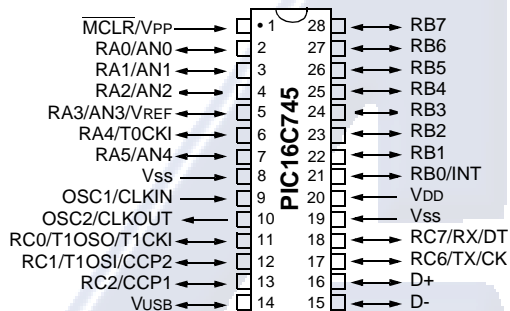 MCLR/VPP 1 28 RB7
RA0/AN0 2 27 RB6
RA1/AN1 3 26 RB5
RA2/AN2 4 25 RB4
RA3/AN3/VREF 5 24 RB3
RA4/T0CKI 6 23 RB2
RA5/AN4 7 22 RB1
Vss 8 21 RB0/INT
OSC1/CLKIN 9 20 VDD
OSC2/CLKOUT 10 19 Vss
RC0/T1OSO/T1CKI 11 18 RC7/RX/DT
RC1/T1OSI/CCP2 12 17 RC6/TX/CK
RC2/CCP1 13 16 D+
VUSB 14 15 D-
PIC16C745